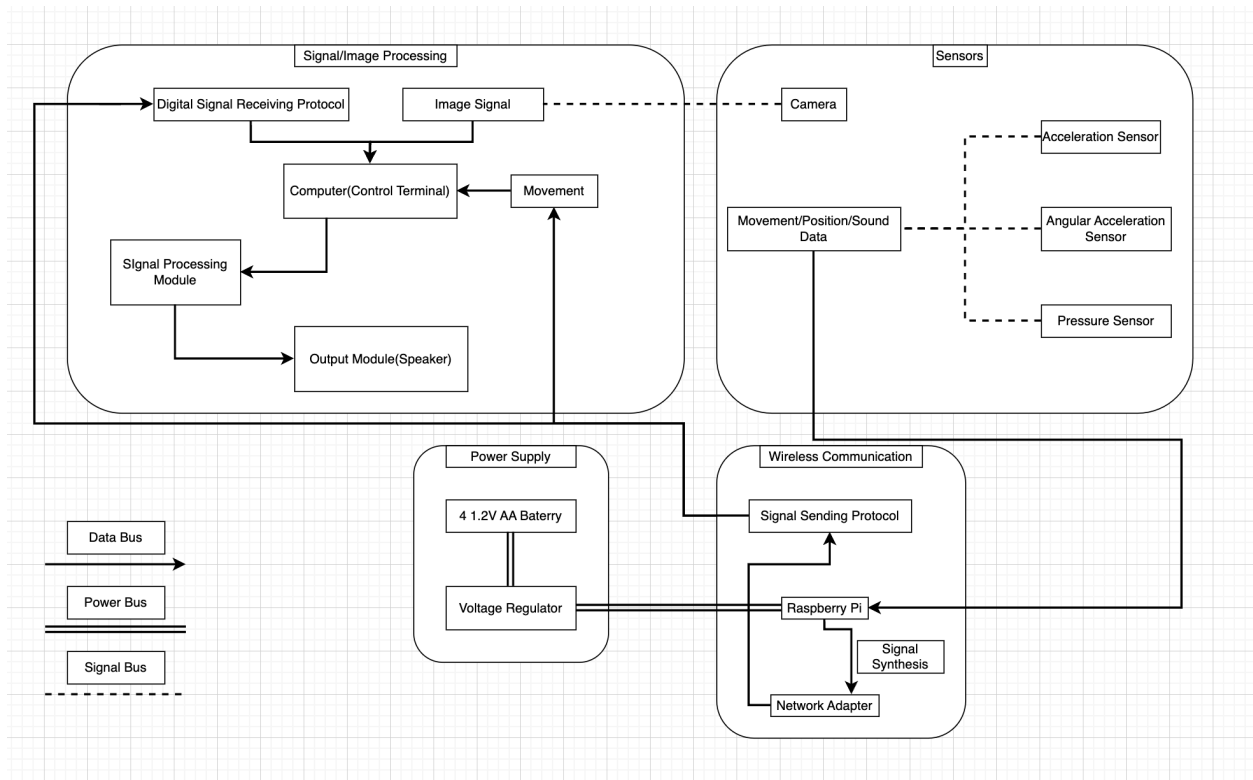 Signal/Image Processing
Digital Signal Receiving Protocol
Image Signal
Computer(Control Terminal)
Movement
SIgnal Processing
Module
Output Module(Speaker)
Sensors
Camera
Acceleration Sensor
Movement/Position/Sound
Data
Angular Acceleration
Sensor
Pressure Sensor
Power Supply
4 1.2V AA Baterry
Voltage Regulator
Wireless Communication
Signal Sending Protocol
Raspberry Pi
Signal
Synthesis
Network Adapter
Data Bus
Power Bus
Signal Bus